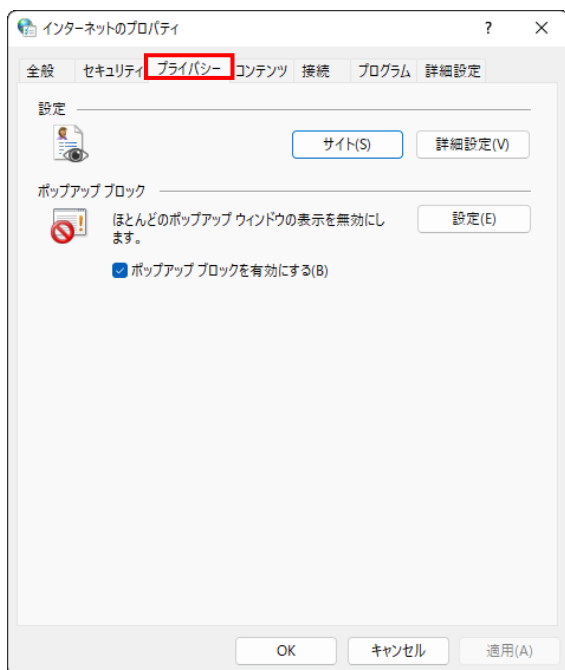 インターネットのプロパティ ? ×
全般 セキュリティ プライバシー コンテンツ 接続 プログラム 詳細設定
設定
サイト(S) 詳細設定(V)
ポップアップ ブロック
ほとんどのポップアップ ウィンドウの表示を無効にし
ます。
設定(E)
ポップアップ ブロックを有効にする(B)
OK キャンセル 適用(A)